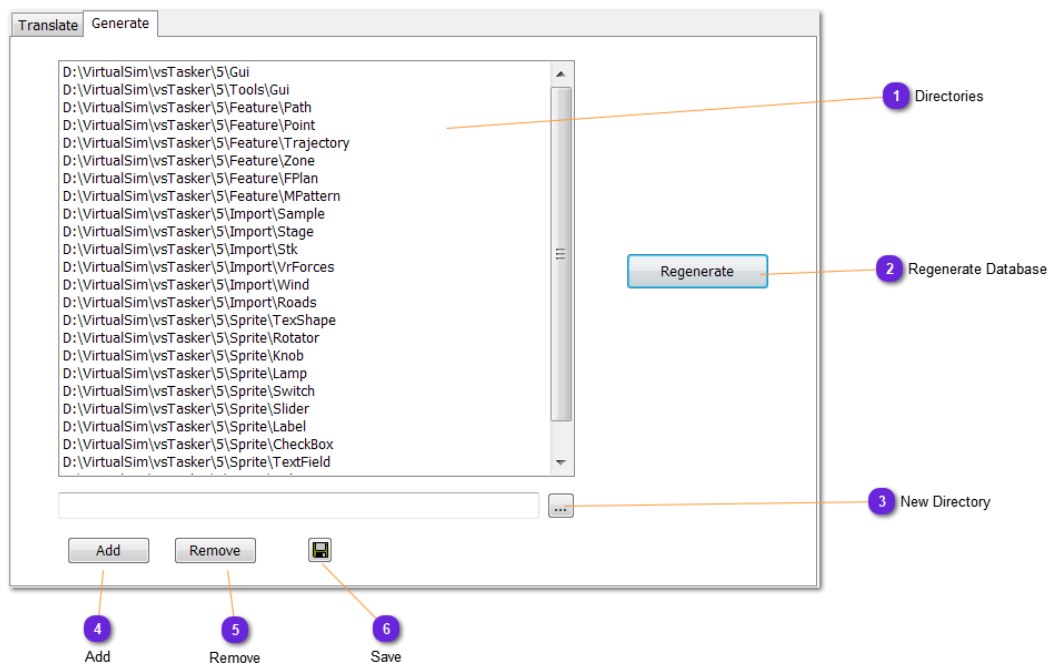 Translate
Generate
D:\VirtualSim\vsTasker\5\Gui
D:\VirtualSim\vsTasker\5\Tools\Gui
D:\VirtualSim\vsTasker\5\Feature\Path
D:\VirtualSim\vsTasker\5\Feature\Point
D:\VirtualSim\vsTasker\5\Feature\Trajectory
D:\VirtualSim\vsTasker\5\Feature\Zone
D:\VirtualSim\vsTasker\5\Feature\FPlan
D:\VirtualSim\vsTasker\5\Feature\MPattern
D:\VirtualSim\vsTasker\5\Import\Sample
D:\VirtualSim\vsTasker\5\Import\Stage
D:\VirtualSim\vsTasker\5\Import\Stk
D:\VirtualSim\vsTasker\5\Import\VrForces
D:\VirtualSim\vsTasker\5\Import\Wind
D:\VirtualSim\vsTasker\5\Import\Roads
D:\VirtualSim\vsTasker\5\Sprite\TexShape
D:\VirtualSim\vsTasker\5\Sprite\Rotator
D:\VirtualSim\vsTasker\5\Sprite\Knob
D:\VirtualSim\vsTasker\5\Sprite\Lamp
D:\VirtualSim\vsTasker\5\Sprite\Switch
D:\VirtualSim\vsTasker\5\Sprite\Slider
D:\VirtualSim\vsTasker\5\Sprite\Label
D:\VirtualSim\vsTasker\5\Sprite\CheckBox
D:\VirtualSim\vsTasker\5\Sprite\TextField
1 Directories
Regenerate
2 Regenerate Database
...
3 New Directory
Add
Remove
4
Add
5
Remove
6
Save